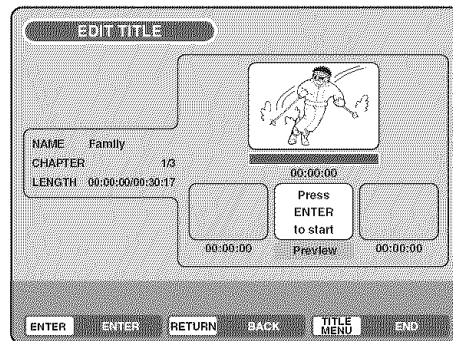 EDIT TITLE
NAME Family
CHAPTER 1/3
LENGTH 00:00:00/00:30:17
00:00:00
Press
ENTER
to start
00:00:00 Preview 00:00:00
ENTER ENTER RETURN BACK TITLE MENU END